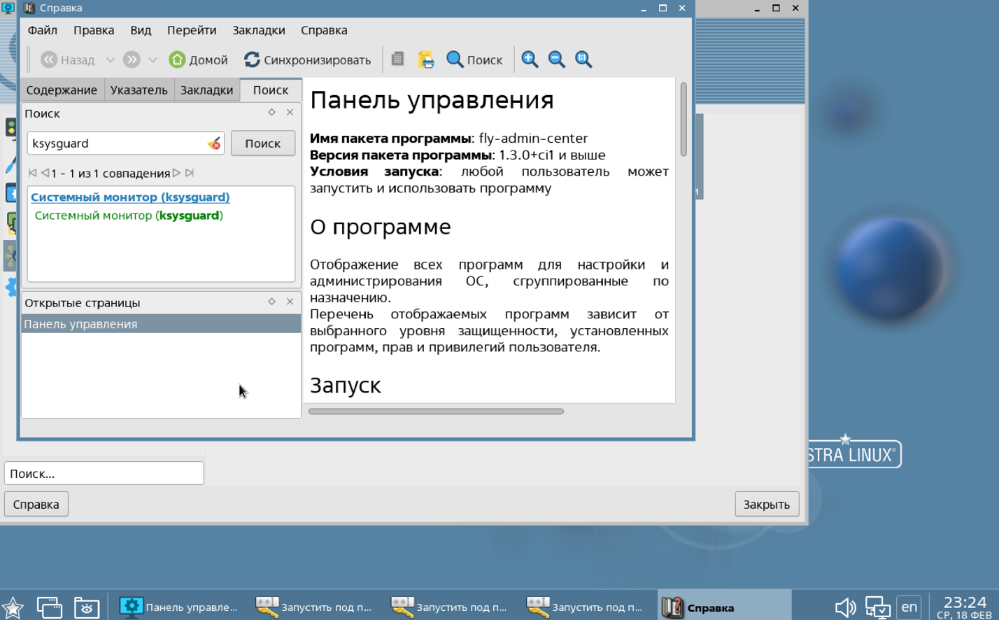 Справка
Файл Правка Вид Перейти Закладки Справка
Назад Домой Синхронизировать Поиск 1:1
Содержание Указатель Закладки Поиск
Поиск
ksysguard Поиск
1 - 1 из 1 совпадения
Системный монитор (ksysguard)
Системный монитор (ksysguard)
Открытые страницы
Панель управления
Панель управления
Имя пакета программы: fly-admin-center
Версия пакета программы: 1.3.0+ci1 и выше
Условия запуска: любой пользователь может
запустить и использовать программу
О программе
Отображение всех программ для настройки и
администрирования ОС, сгруппированные по
назначению.
Перечень отображаемых программ зависит от
выбранного уровня защищенности, установленных
программ, прав и привилегий пользователя.
Запуск
Поиск...
Справка Закрыть
STRA LINUX®
Панель управле... Запустить под п... Запустить под п... Запустить под п... Справка en 23:24
СР, 18 ФЕВ